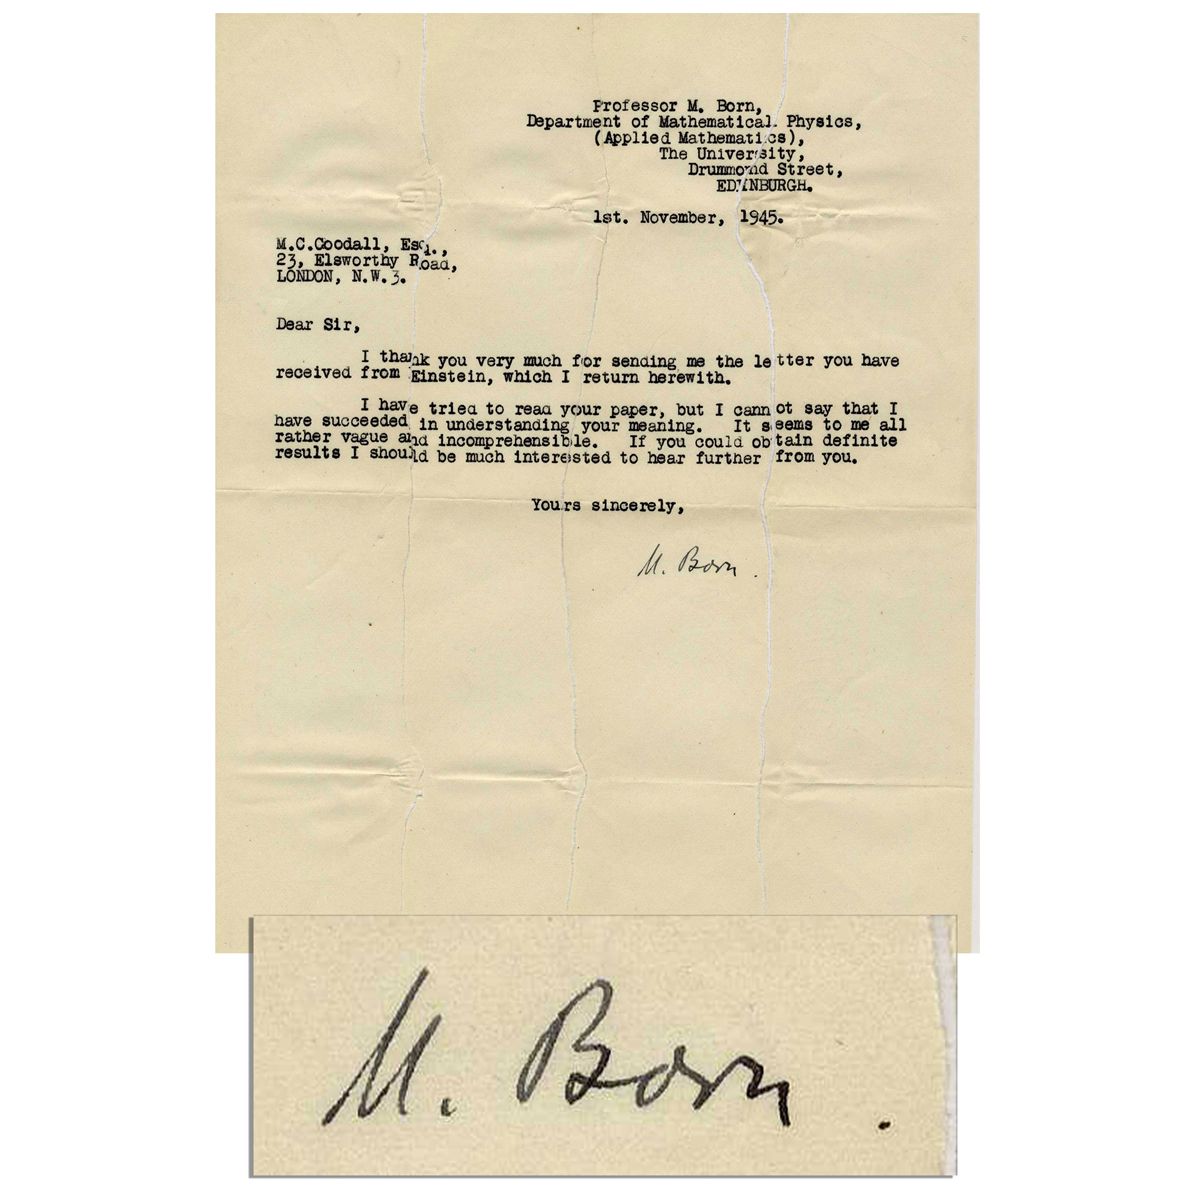 Professor M. Born,
Department of Mathematical Physics,
(Applied Mathematics),
The University,
Drummond Street,
EDINBURGH.
1st. November, 1945.
M.C.Goodall, Esq.,
23, Elsworthy Road,
LONDON, N.W.3.
Dear Sir,
I thank you very much for sending me the letter you have
received from Einstein, which I return herewith.
I have tried to read your paper, but I cannot say that I
have succeeded in understanding your meaning. It seems to me all
rather vague and incomprehensible. If you could obtain definite
results I should be much interested to hear further from you.
Yours sincerely,
M. Born.
M. Born.